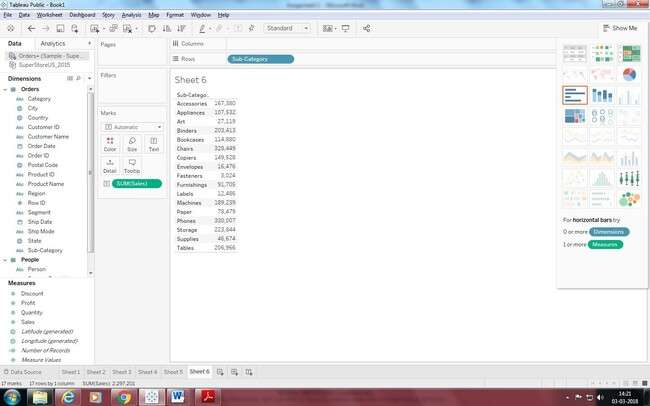 Tableau Public - Book1
File Data Worksheet Dashboard Story Analysis Map Format Window Help
Standard
Show Me
Data Analytics
Orders+ (Sample - Supe...
SuperStoreUS_2015
Dimensions
Orders
Category
City
Country
Customer ID
Customer Name
Order Date
Order ID
Postal Code
Product ID
Product Name
Region
Row ID
Segment
Ship Date
Ship Mode
State
Sub-Category
People
Person
Measures
Discount
Profit
Quantity
Sales
Latitude (generated)
Longitude (generated)
Number of Records
Measure Values
Pages
Filters
Marks
Automatic
Color Size Text
Detail Tooltip
SUM(Sales)
Columns
Rows Sub-Category
Sheet 6
Sub-Catego..
Accessories 167,380
Appliances 107,532
Art 27,119
Binders 203,413
Bookcases 114,880
Chairs 328,449
Copiers 149,528
Envelopes 16,476
Fasteners 3,024
Furnishings 91,705
Labels 12,486
Machines 189,239
Paper 78,479
Phones 330,007
Storage 223,844
Supplies 46,674
Tables 206,966
For horizontal bars try
0 or more Dimensions
1 or more Measures
Data Source Sheet 1 Sheet 2 Sheet 3 Sheet 4 Sheet 5 Sheet 6
17 marks 17 rows by 1 column SUM(Sales): 2,297,201
14:21
03-03-2018